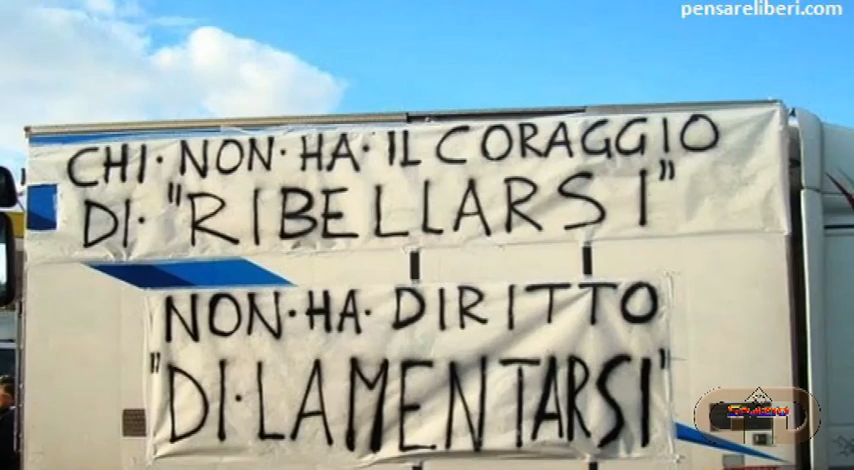 pensareliberi.com
CHI·NON·HA·IL CORAGGIO
DI·"RIBELLARSI"
NON·HA·DIRITTO
"DI·LAMENTARSI"